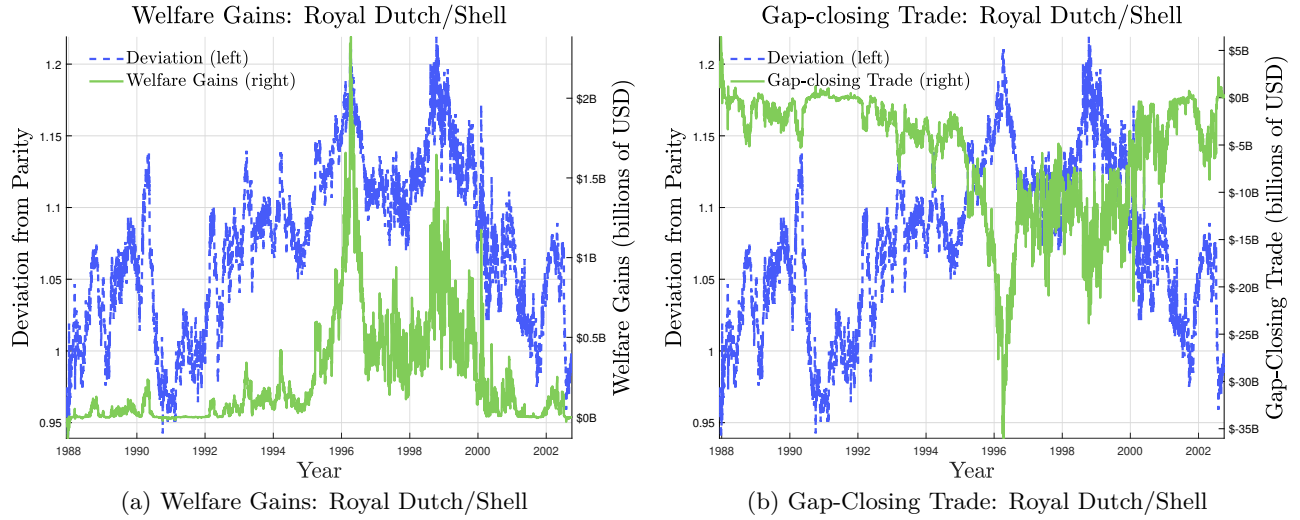 Welfare Gains: Royal Dutch/Shell
Deviation (left)
Welfare Gains (right)
Deviation from Parity
1.2
1.15
1.1
1.05
1
0.95
$2B
$1.5B
$1B
$0.5B
$0B
Welfare Gains (billions of USD)
1988 1990 1992 1994 1996 1998 2000 2002
Year
(a) Welfare Gains: Royal Dutch/Shell
Gap-closing Trade: Royal Dutch/Shell
Deviation (left)
Gap-closing Trade (right)
Deviation from Parity
1.2
1.15
1.1
1.05
1
0.95
$5B
$0B
$-5B
$-10B
$-15B
$-20B
$-25B
$-30B
$-35B
Gap-Closing Trade (billions of USD)
1988 1990 1992 1994 1996 1998 2000 2002
Year
(b) Gap-Closing Trade: Royal Dutch/Shell